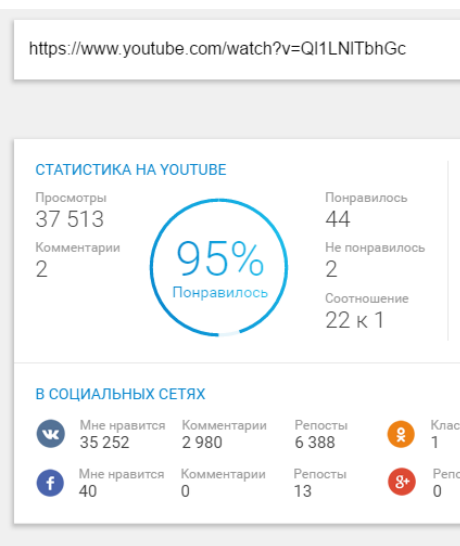 https://www.youtube.com/watch?v=Ql1LNlTbhGc
СТАТИСТИКА НА YOUTUBE
Просмотры
37 513
Комментарии
2
95%
Понравилось
Понравилось
44
Не понравилось
2
Соотношение
22 к 1
В СОЦИАЛЬНЫХ СЕТЯХ
Мне нравится Комментарии Репосты Клас
35 252 2 980 6 388 1
Мне нравится Комментарии Репосты Репо
40 0 13 0